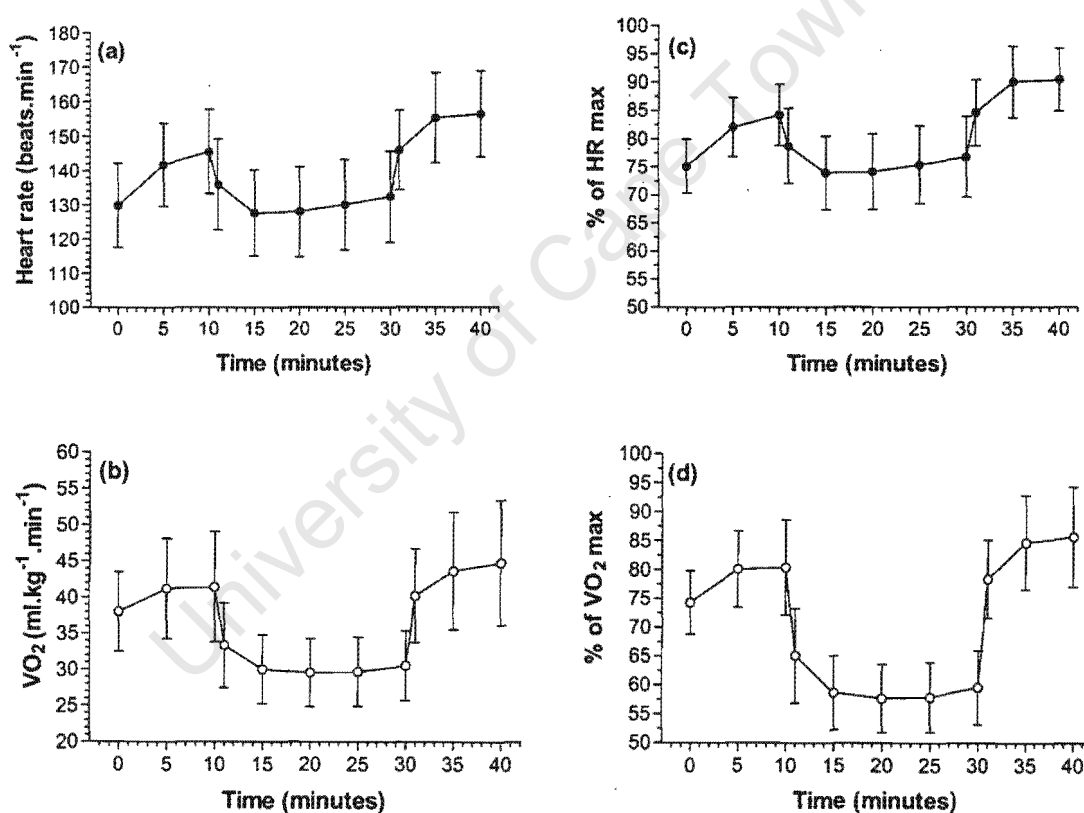 (a)
Heart rate (beats.min⁻¹)
180
170
160
150
140
130
120
110
100
0 5 10 15 20 25 30 35 40
Time (minutes)
(c)
% of HR max
100
95
90
85
80
75
70
65
60
55
50
0 5 10 15 20 25 30 35 40
Time (minutes)
(b)
VO₂ (ml.kg⁻¹.min⁻¹)
60
55
50
45
40
35
30
25
20
0 5 10 15 20 25 30 35 40
Time (minutes)
(d)
% of VO₂ max
100
95
90
85
80
75
70
65
60
55
50
0 5 10 15 20 25 30 35 40
Time (minutes)
University of Cape Town